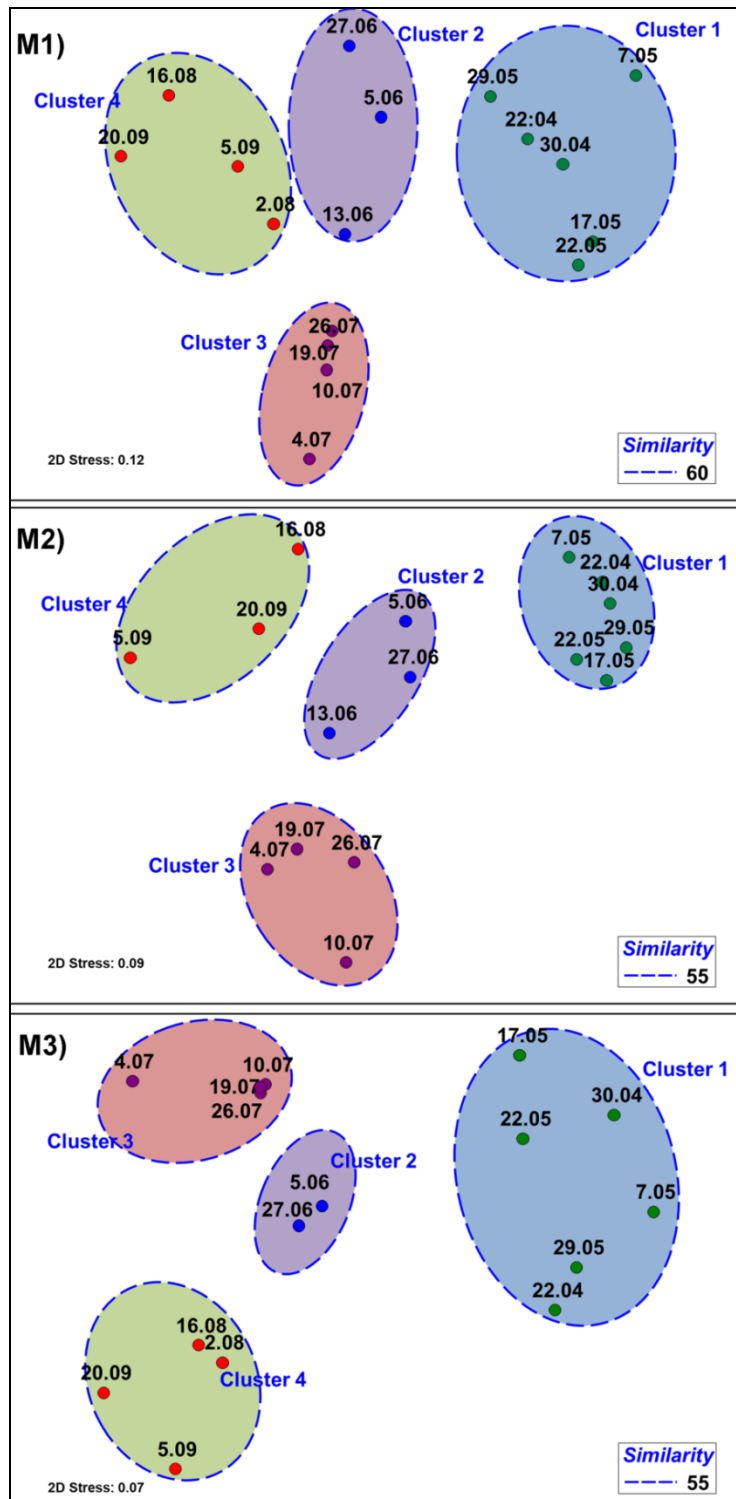 M1)
27.06
Cluster 2
Cluster 1
7.05
16.08
Cluster 4
29.05
5.06
20.09
5.09
22:04
30.04
2.08
13.06
17.05
22.05
26.07
Cluster 3
19.07
10.07
4.07
2D Stress: 0.12
Similarity
60
M2)
16.08
7.05
22.04
Cluster 1
Cluster 2
Cluster 4
30.04
5.06
20.09
5.09
29.05
22.05
17.05
27.06
13.06
19.07
26.07
4.07
Cluster 3
10.07
2D Stress: 0.09
Similarity
55
M3)
17.05
4.07
10.07
Cluster 1
19.07
26.07
30.04
Cluster 3
22.05
Cluster 2
5.06
7.05
27.06
29.05
22.04
16.08
2.08
20.09
Cluster 4
5.09
2D Stress: 0.07
Similarity
55